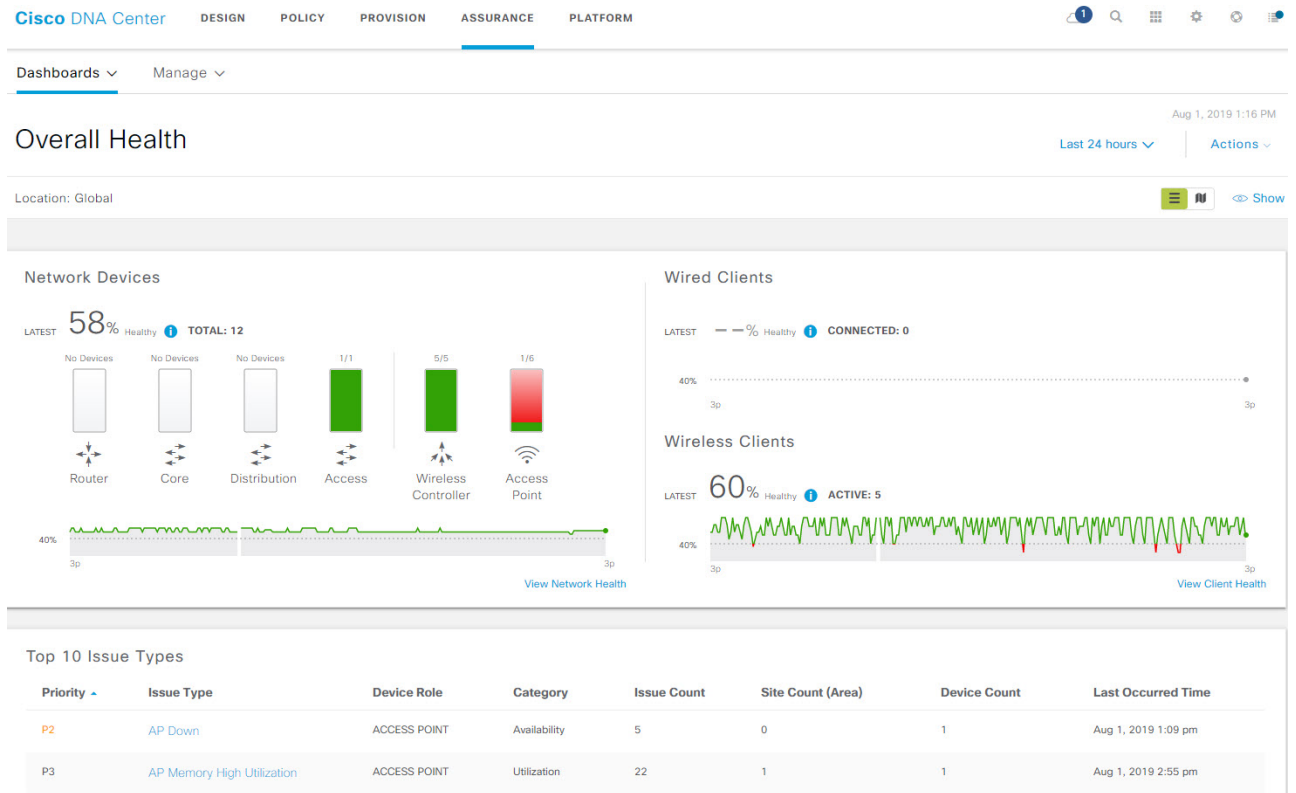 Cisco DNA Center DESIGN POLICY PROVISION ASSURANCE PLATFORM 1
Dashboards Manage
Aug 1, 2019 1:16 PM
Overall Health
Last 24 hours Actions
Location: Global
Show
Network Devices
LATEST 58% Healthy i TOTAL: 12
No Devices No Devices No Devices 1/1 5/5 1/6
Router Core Distribution Access Wireless Controller Access Point
40%
3p 3p
View Network Health
Wired Clients
LATEST --% Healthy i CONNECTED: 0
40%
3p 3p
Wireless Clients
LATEST 60% Healthy i ACTIVE: 5
40%
3p 3p
View Client Health
Top 10 Issue Types
Priority Issue Type Device Role Category Issue Count Site Count (Area) Device Count Last Occurred Time
P2 AP Down ACCESS POINT Availability 5 0 1 Aug 1, 2019 1:09 pm
P3 AP Memory High Utilization ACCESS POINT Utilization 22 1 1 Aug 1, 2019 2:55 pm